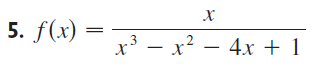 5. f(x) = x / (x³ − x² − 4x + 1)